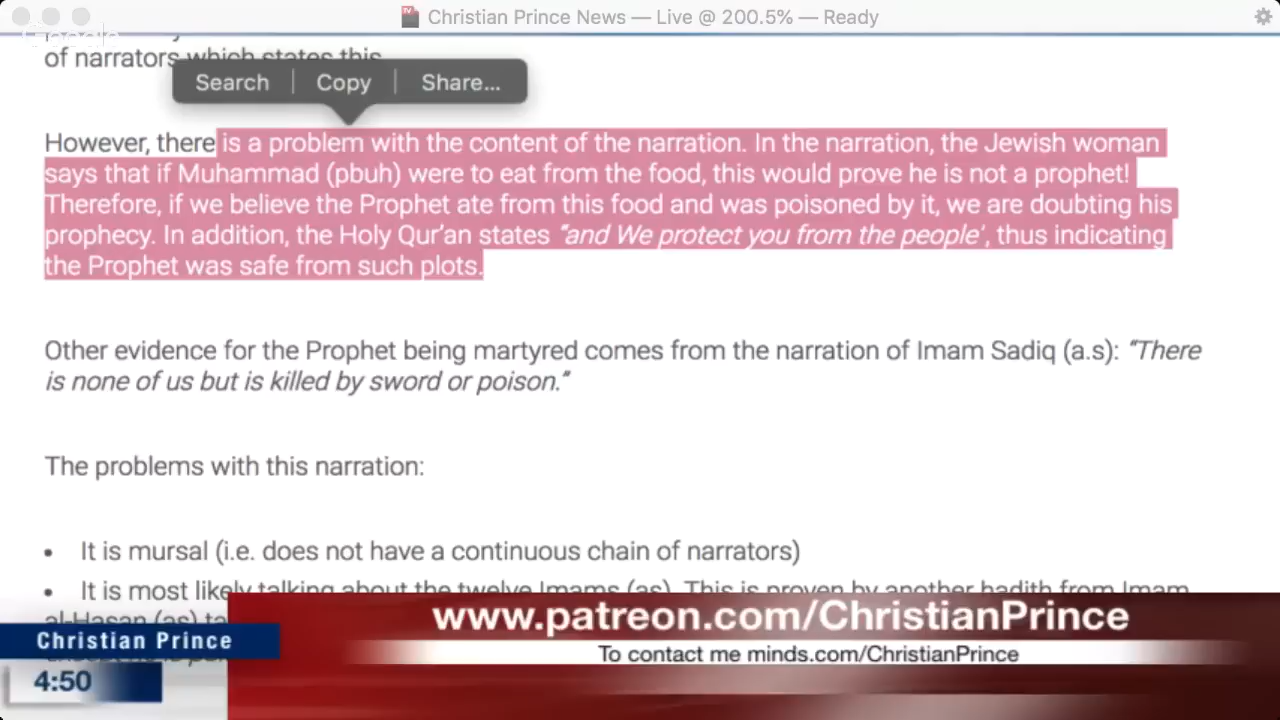 Christian Prince News — Live @ 200.5% — Ready
Google
of narrators which states this.
Search
Copy
Share...
However, there is a problem with the content of the narration. In the narration, the Jewish woman
says that if Muhammad (pbuh) were to eat from the food, this would prove he is not a prophet!
Therefore, if we believe the Prophet ate from this food and was poisoned by it, we are doubting his
prophecy. In addition, the Holy Qur'an states “and We protect you from the people’, thus indicating
the Prophet was safe from such plots.
Other evidence for the Prophet being martyred comes from the narration of Imam Sadiq (a.s): “There
is none of us but is killed by sword or poison.”
The problems with this narration:
• It is mursal (i.e. does not have a continuous chain of narrators)
• It is most likely talking about the twelve Imams (as). This is proven by another hadith from Imam
al-Hasan (as)
www.patreon.com/ChristianPrince
Christian Prince
To contact me minds.com/ChristianPrince
4:50